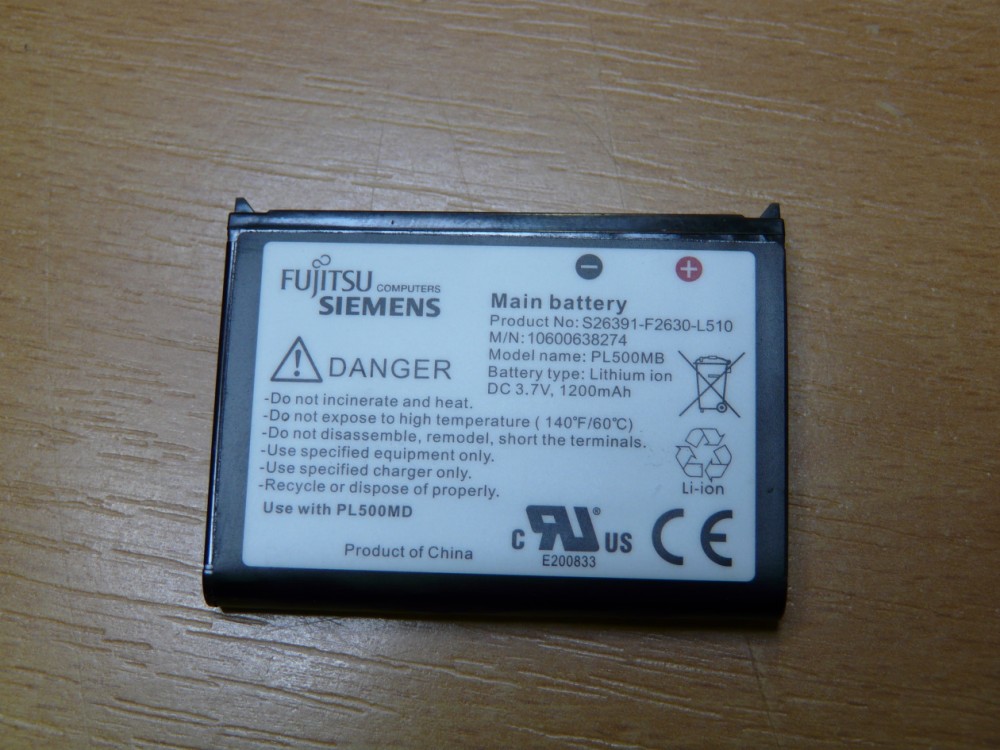 FUJITSU COMPUTERS
SIEMENS
Main battery
Product No: S26391-F2630-L510
M/N: 10600638274
Model name: PL500MB
Battery type: Lithium ion
DC 3.7V, 1200mAh
DANGER
-Do not incinerate and heat.
-Do not expose to high temperature ( 140°F/60°C)
-Do not disassemble, remodel, short the terminals.
-Use specified equipment only.
-Use specified charger only.
-Recycle or dispose of properly.
Use with PL500MD
Li-ion
Product of China
C RU® US
E200833
CE